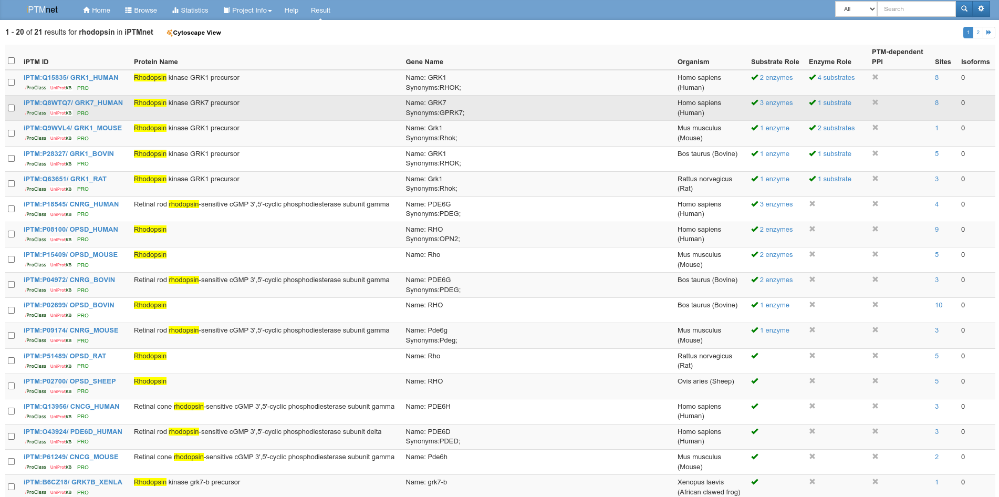 iPTMnet Home Browse Statistics Project Info Help Result All Search
1 - 20 of 21 results for rhodopsin in iPTMnet Cytoscape View 1 2
PTM-dependent
iPTM ID Protein Name Gene Name Organism Substrate Role Enzyme Role PPI Sites Isoforms
iPTM:Q15835/ GRK1_HUMAN Rhodopsin kinase GRK1 precursor Name: GRK1 Homo sapiens 2 enzymes 4 substrates 8 0
iProClass UniProtKB PRO Synonyms:RHOK; (Human)
iPTM:Q8WTQ7/ GRK7_HUMAN Rhodopsin kinase GRK7 precursor Name: GRK7 Homo sapiens 3 enzymes 1 substrate 8 0
iProClass UniProtKB PRO Synonyms:GPRK7; (Human)
iPTM:Q9WVL4/ GRK1_MOUSE Rhodopsin kinase GRK1 precursor Name: Grk1 Mus musculus 1 enzyme 2 substrates 1 0
iProClass UniProtKB PRO Synonyms:Rhok; (Mouse)
iPTM:P28327/ GRK1_BOVIN Rhodopsin kinase GRK1 precursor Name: GRK1 Bos taurus (Bovine) 1 enzyme 1 substrate 5 0
iProClass UniProtKB PRO Synonyms:RHOK;
iPTM:Q63651/ GRK1_RAT Rhodopsin kinase GRK1 precursor Name: Grk1 Rattus norvegicus 1 enzyme 1 substrate 3 0
iProClass UniProtKB PRO Synonyms:Rhok; (Rat)
iPTM:P18545/ CNRG_HUMAN Retinal rod rhodopsin-sensitive cGMP 3',5'-cyclic phosphodiesterase subunit gamma Name: PDE6G Homo sapiens 3 enzymes 4 0
iProClass UniProtKB PRO Synonyms:PDEG; (Human)
iPTM:P08100/ OPSD_HUMAN Rhodopsin Name: RHO Homo sapiens 2 enzymes 9 0
iProClass UniProtKB PRO Synonyms:OPN2; (Human)
iPTM:P15409/ OPSD_MOUSE Rhodopsin Name: Rho Mus musculus 2 enzymes 5 0
iProClass UniProtKB PRO (Mouse)
iPTM:P04972/ CNRG_BOVIN Retinal rod rhodopsin-sensitive cGMP 3',5'-cyclic phosphodiesterase subunit gamma Name: PDE6G Bos taurus (Bovine) 2 enzymes 3 0
iProClass UniProtKB PRO Synonyms:PDEG;
iPTM:P02699/ OPSD_BOVIN Rhodopsin Name: RHO Bos taurus (Bovine) 1 enzyme 10 0
iProClass UniProtKB PRO
iPTM:P09174/ CNRG_MOUSE Retinal rod rhodopsin-sensitive cGMP 3',5'-cyclic phosphodiesterase subunit gamma Name: Pde6g Mus musculus 1 enzyme 3 0
iProClass UniProtKB PRO Synonyms:Pdeg; (Mouse)
iPTM:P51489/ OPSD_RAT Rhodopsin Name: Rho Rattus norvegicus 5 0
iProClass UniProtKB PRO (Rat)
iPTM:P02700/ OPSD_SHEEP Rhodopsin Name: RHO Ovis aries (Sheep) 5 0
iProClass UniProtKB PRO
iPTM:Q13956/ CNCG_HUMAN Retinal cone rhodopsin-sensitive cGMP 3',5'-cyclic phosphodiesterase subunit gamma Name: PDE6H Homo sapiens 3 0
iProClass UniProtKB PRO (Human)
iPTM:O43924/ PDE6D_HUMAN Retinal rod rhodopsin-sensitive cGMP 3',5'-cyclic phosphodiesterase subunit delta Name: PDE6D Homo sapiens 3 0
iProClass UniProtKB PRO Synonyms:PDED; (Human)
iPTM:P61249/ CNCG_MOUSE Retinal cone rhodopsin-sensitive cGMP 3',5'-cyclic phosphodiesterase subunit gamma Name: Pde6h Mus musculus 2 0
iProClass UniProtKB PRO (Mouse)
iPTM:B6CZ18/ GRK7B_XENLA Rhodopsin kinase grk7-b precursor Name: grk7-b Xenopus laevis 1 0
iProClass UniProtKB PRO (African clawed frog)